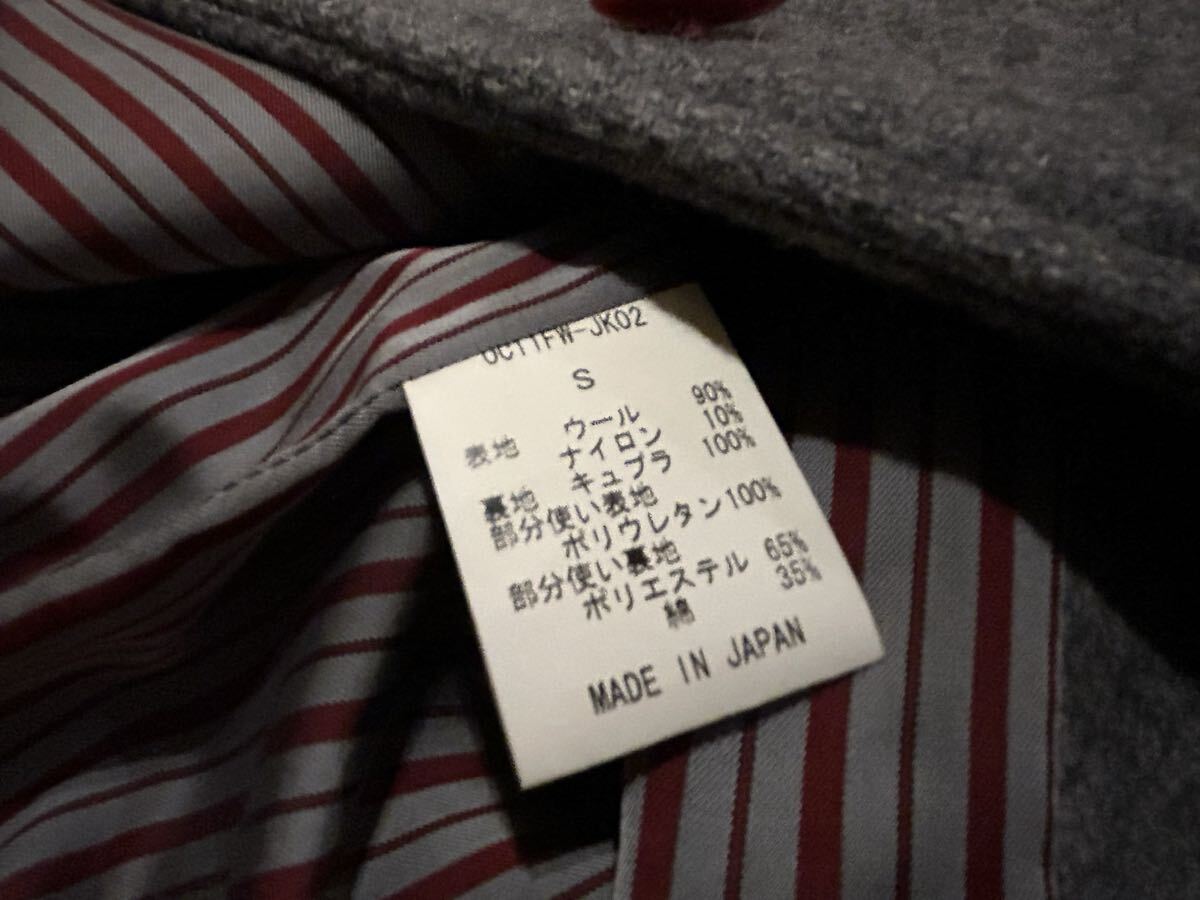 0C11FW-JK02
S
表地 ウール 90%
ナイロン 10%
裏地 キュプラ 100%
部分使い表地
ポリウレタン100%
部分使い裏地
ポリエステル 65%
綿 35%
MADE IN JAPAN